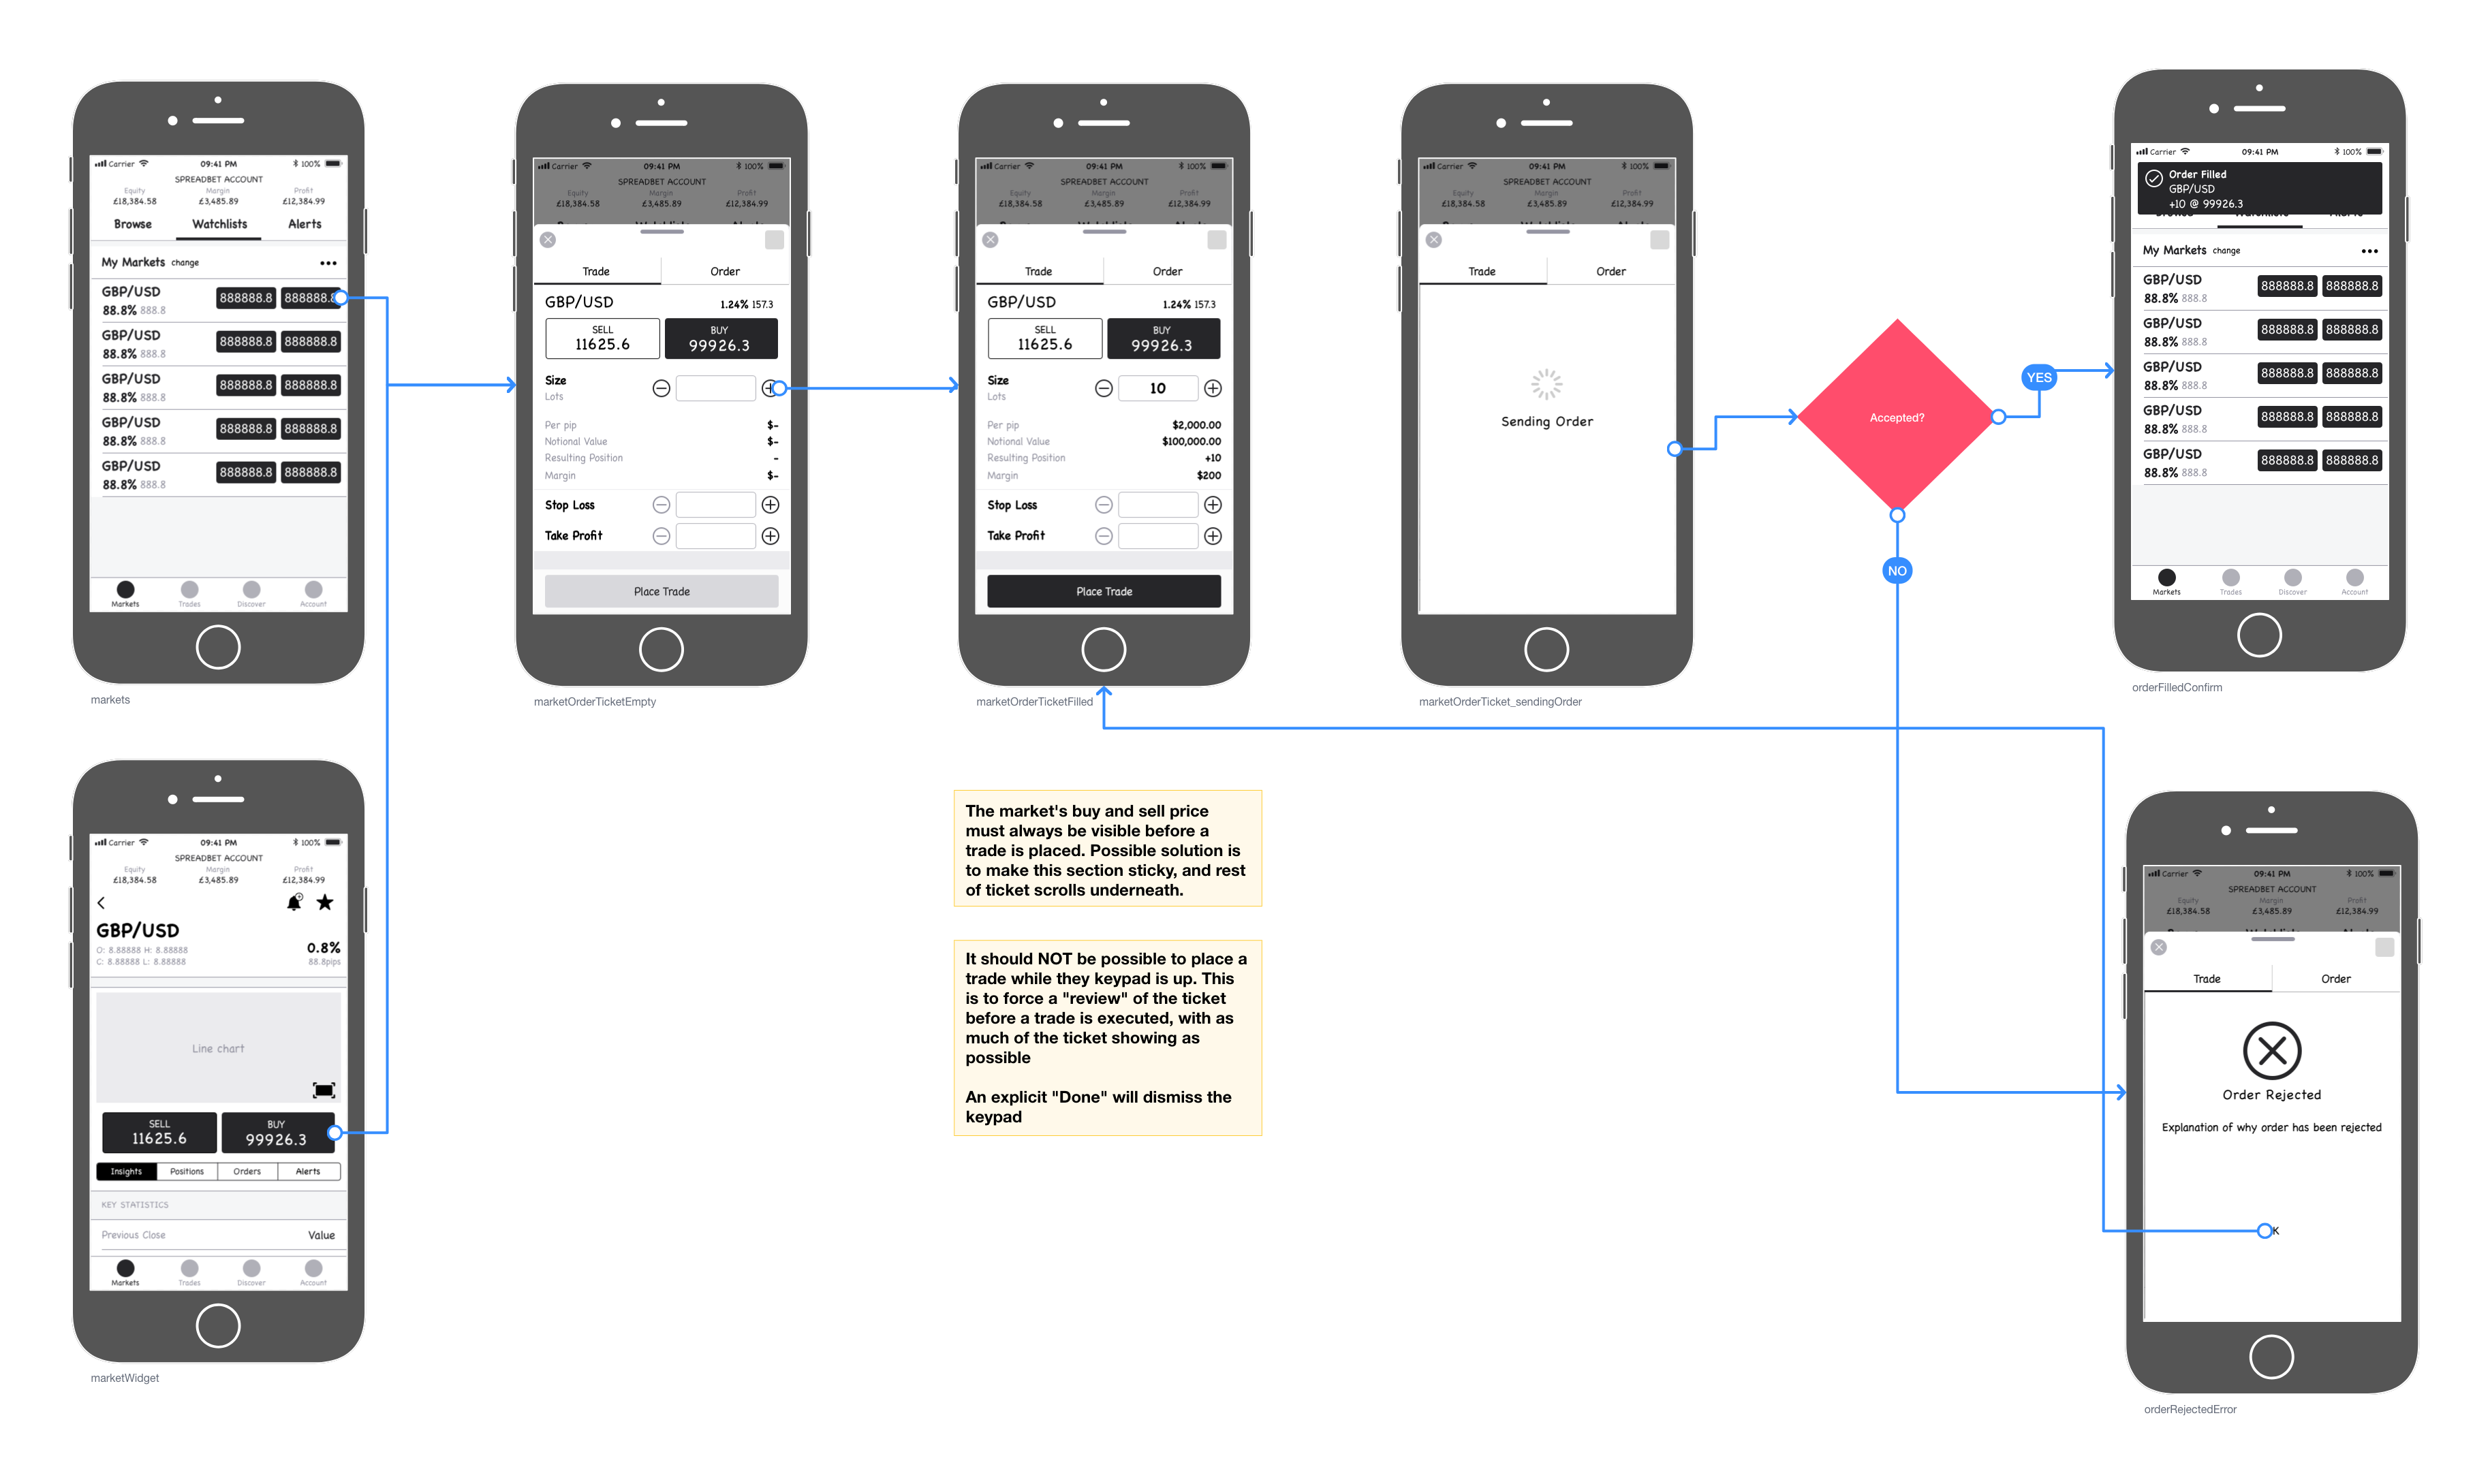 Carrier 09:41 PM 100%
SPREADBET ACCOUNT
Equity Margin Profit
£18,384.58 £3,485.89 £12,384.99
Browse Watchlists Alerts
My Markets change
GBP/USD 888888.8 888888.8
88.8% 888.8
GBP/USD 888888.8 888888.8
88.8% 888.8
GBP/USD 888888.8 888888.8
88.8% 888.8
GBP/USD 888888.8 888888.8
88.8% 888.8
GBP/USD 888888.8 888888.8
88.8% 888.8
Markets Trades Discover Account
markets
Carrier 09:41 PM 100%
SPREADBET ACCOUNT
Equity Margin Profit
£18,384.58 £3,485.89 £12,384.99
Trade Order
GBP/USD 1.24% 157.3
SELL BUY
11625.6 99926.3
Size
Lots
Per pip $-
Notional Value $-
Resulting Position -
Margin $-
Stop Loss
Take Profit
Place Trade
marketOrderTicketEmpty
Carrier 09:41 PM 100%
SPREADBET ACCOUNT
Equity Margin Profit
£18,384.58 £3,485.89 £12,384.99
Trade Order
GBP/USD 1.24% 157.3
SELL BUY
11625.6 99926.3
Size 10
Lots
Per pip $2,000.00
Notional Value $100,000.00
Resulting Position +10
Margin $200
Stop Loss
Take Profit
Place Trade
marketOrderTicketFilled
Carrier 09:41 PM 100%
SPREADBET ACCOUNT
Equity Margin Profit
£18,384.58 £3,485.89 £12,384.99
Trade Order
Sending Order
marketOrderTicket_sendingOrder
Accepted?
YES
NO
Carrier 09:41 PM 100%
Order Filled
GBP/USD
+10 @ 99926.3
My Markets change
GBP/USD 888888.8 888888.8
88.8% 888.8
GBP/USD 888888.8 888888.8
88.8% 888.8
GBP/USD 888888.8 888888.8
88.8% 888.8
GBP/USD 888888.8 888888.8
88.8% 888.8
GBP/USD 888888.8 888888.8
88.8% 888.8
Markets Trades Discover Account
orderFilledConfirm
Carrier 09:41 PM 100%
SPREADBET ACCOUNT
Equity Margin Profit
£18,384.58 £3,485.89 £12,384.99
GBP/USD
O: 8.88888 H: 8.88888 0.8%
C: 8.88888 L: 8.88888 88.8pips
Line chart
SELL BUY
11625.6 99926.3
Insights Positions Orders Alerts
KEY STATISTICS
Previous Close Value
Markets Trades Discover Account
marketWidget
The market's buy and sell price
must always be visible before a
trade is placed. Possible solution is
to make this section sticky, and rest
of ticket scrolls underneath.
It should NOT be possible to place a
trade while they keypad is up. This
is to force a "review" of the ticket
before a trade is executed, with as
much of the ticket showing as
possible
An explicit "Done" will dismiss the
keypad
Carrier 09:41 PM 100%
SPREADBET ACCOUNT
Equity Margin Profit
£18,384.58 £3,485.89 £12,384.99
Trade Order
Order Rejected
Explanation of why order has been rejected
K
orderRejectedError